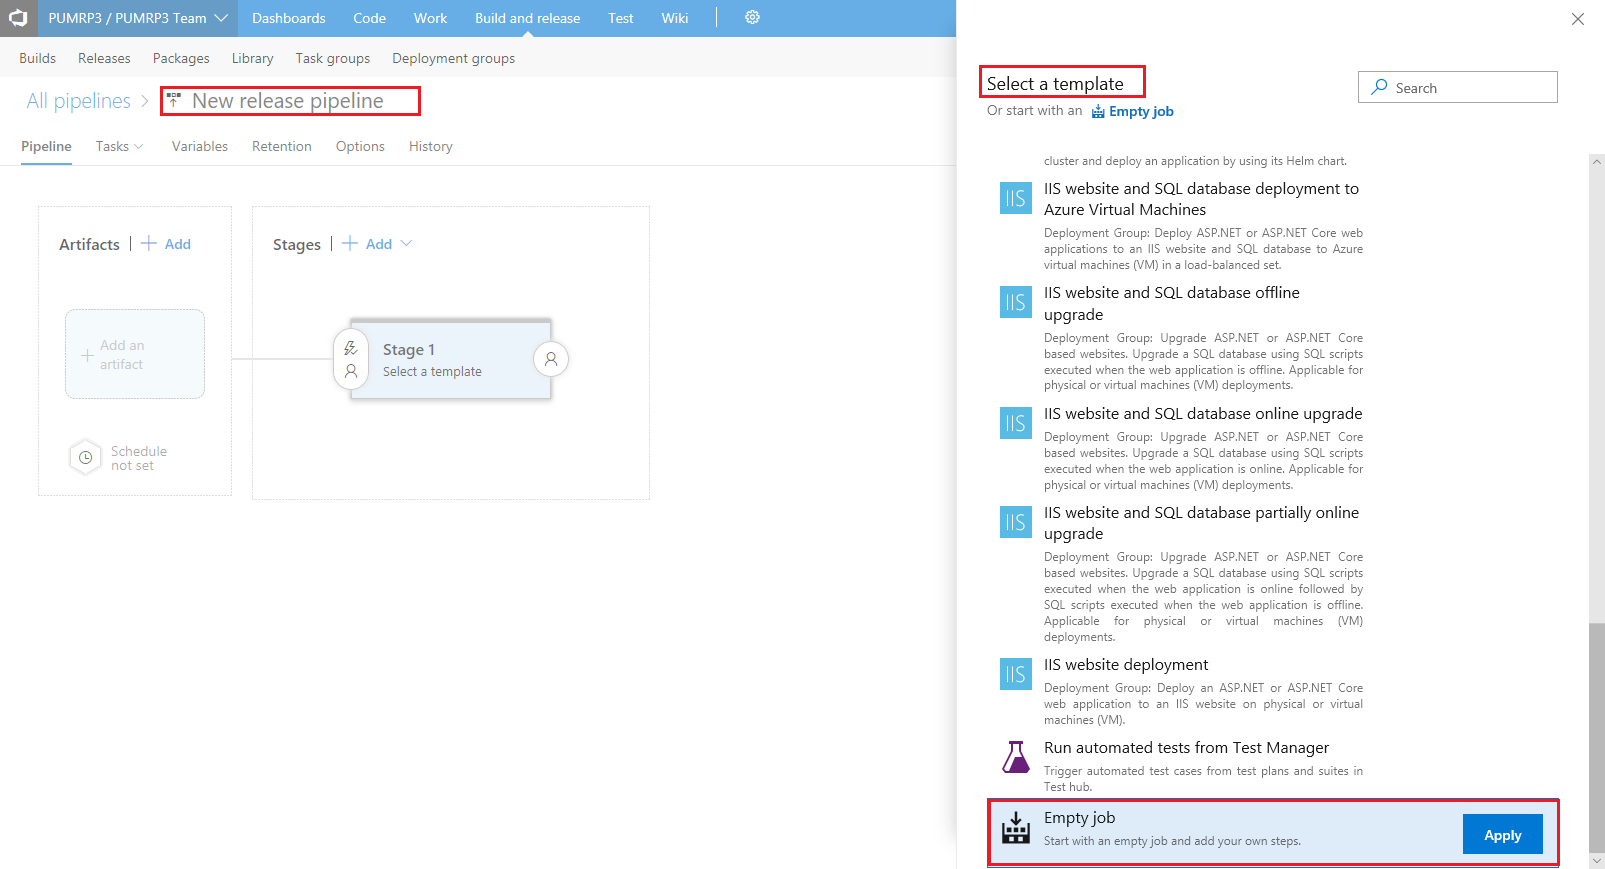 PUMRP3 / PUMRP3 Team
Dashboards
Code
Work
Build and release
Test
Wiki
Builds
Releases
Packages
Library
Task groups
Deployment groups
All pipelines
New release pipeline
Pipeline
Tasks
Variables
Retention
Options
History
Artifacts
Add
Stages
Add
Add an
artifact
Stage 1
Select a template
Schedule
not set
Select a template
Search
Or start with an Empty job
cluster and deploy an application by using its Helm chart.
IIS
IIS website and SQL database deployment to
Azure Virtual Machines
Deployment Group: Deploy ASP.NET or ASP.NET Core web
applications to an IIS website and SQL database to Azure
virtual machines (VM) in a load-balanced set.
IIS
IIS website and SQL database offline
upgrade
Deployment Group: Upgrade ASP.NET or ASP.NET Core
based websites. Upgrade a SQL database using SQL scripts
executed when the web application is offline. Applicable for
physical or virtual machines (VM) deployments.
IIS
IIS website and SQL database online upgrade
Deployment Group: Upgrade ASP.NET or ASP.NET Core
based websites. Upgrade a SQL database using SQL scripts
executed when the web application is online. Applicable for
physical or virtual machines (VM) deployments.
IIS
IIS website and SQL database partially online
upgrade
Deployment Group: Upgrade ASP.NET or ASP.NET Core
based websites. Upgrade a SQL database using SQL scripts
executed when the web application is online followed by
SQL scripts executed when the web application is offline.
Applicable for physical or virtual machines (VM)
deployments.
IIS
IIS website deployment
Deployment Group: Deploy an ASP.NET or ASP.NET Core
web application to an IIS website on physical or virtual
machines (VM).
Run automated tests from Test Manager
Trigger automated test cases from test plans and suites in
Test hub.
Empty job
Start with an empty job and add your own steps.
Apply